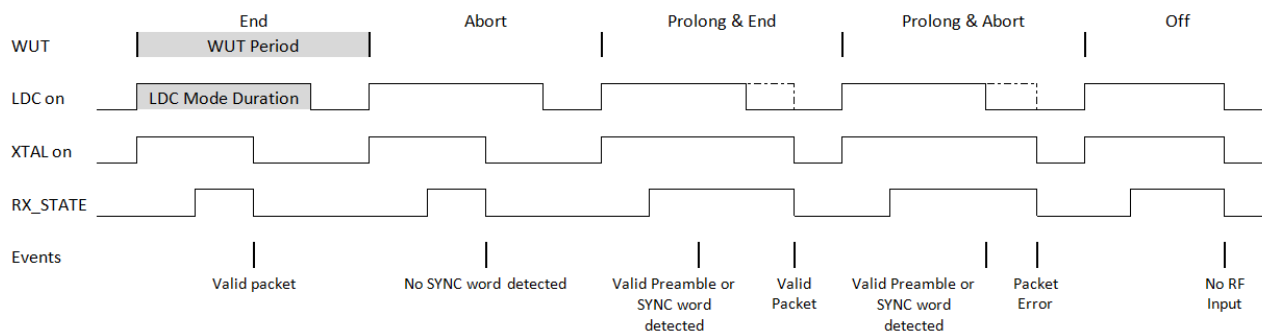 End
Abort
Prolong & End
Prolong & Abort
Off
WUT
WUT Period
LDC on
LDC Mode Duration
XTAL on
RX_STATE
Events
Valid packet
No SYNC word detected
Valid Preamble or
SYNC word
detected
Valid
Packet
Valid Preamble or
SYNC word
detected
Packet
Error
No RF
Input